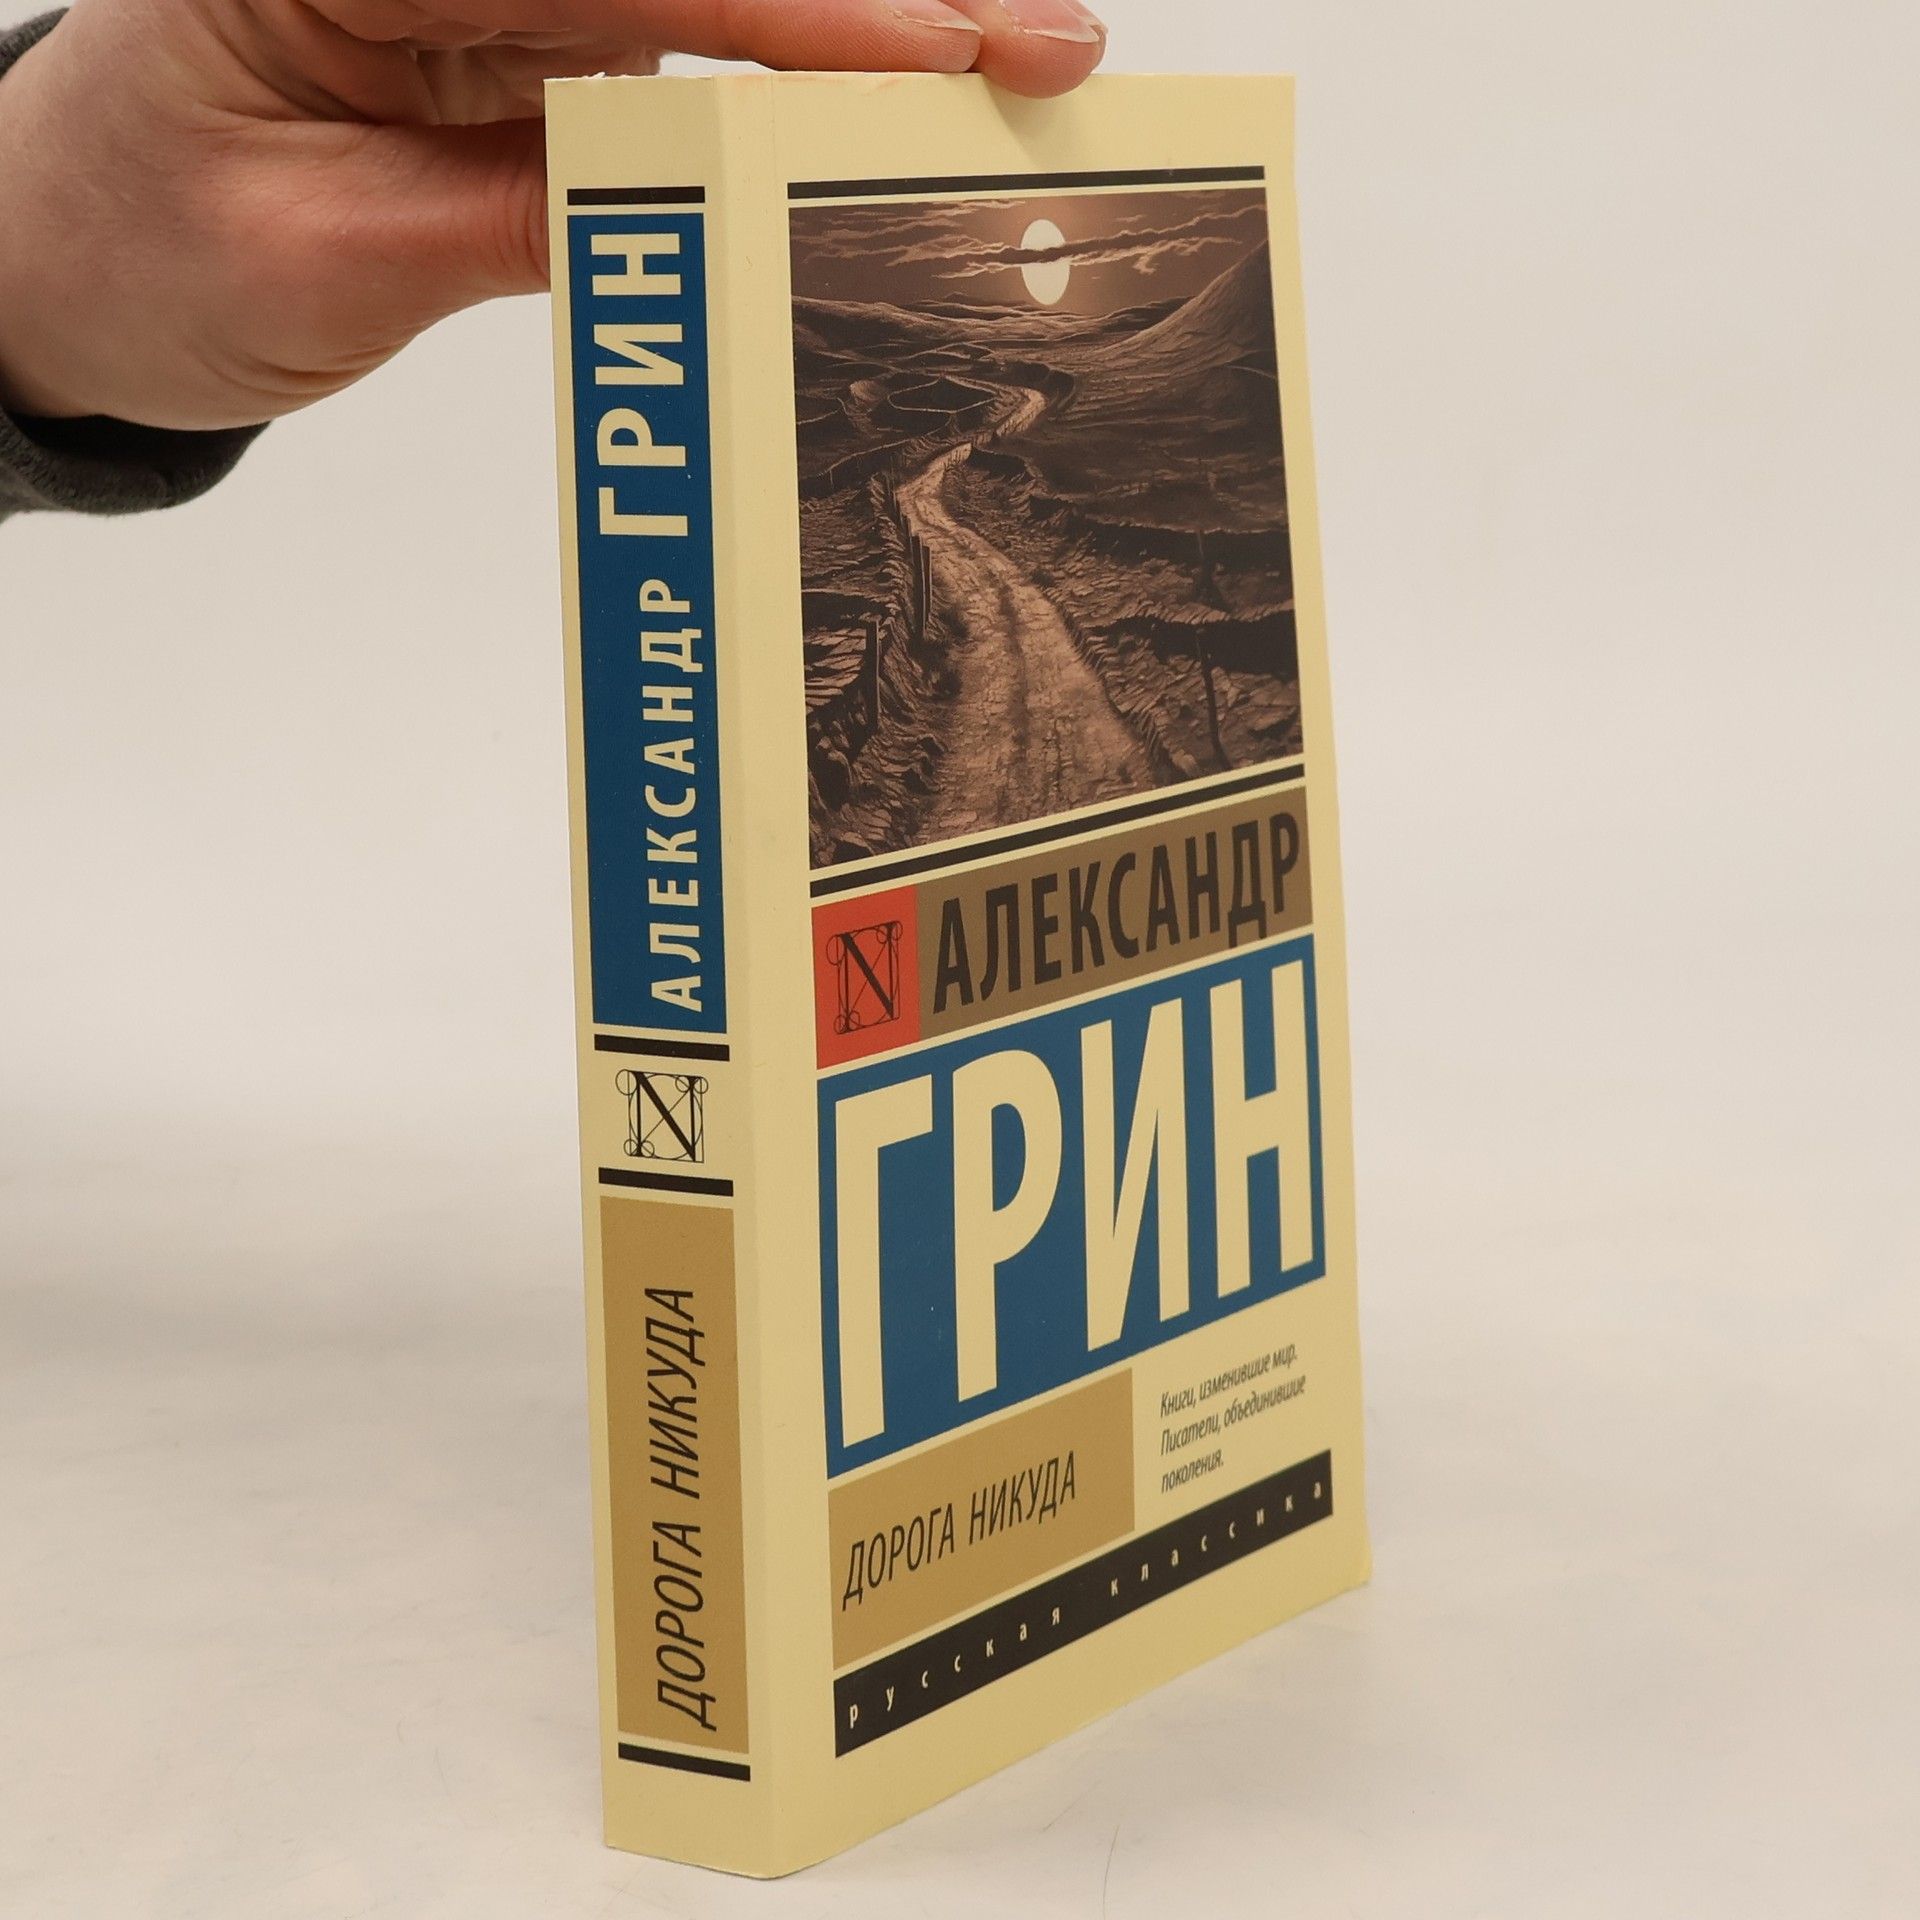 АЛЕКСАНДР ГРИН
N
ДОРОГА НИКУДА
N
АЛЕКСАНДР
ГРИН
ДОРОГА НИКУДА
Книги, изменившие мир.
Писатели, объединившие
поколения.
русская классика